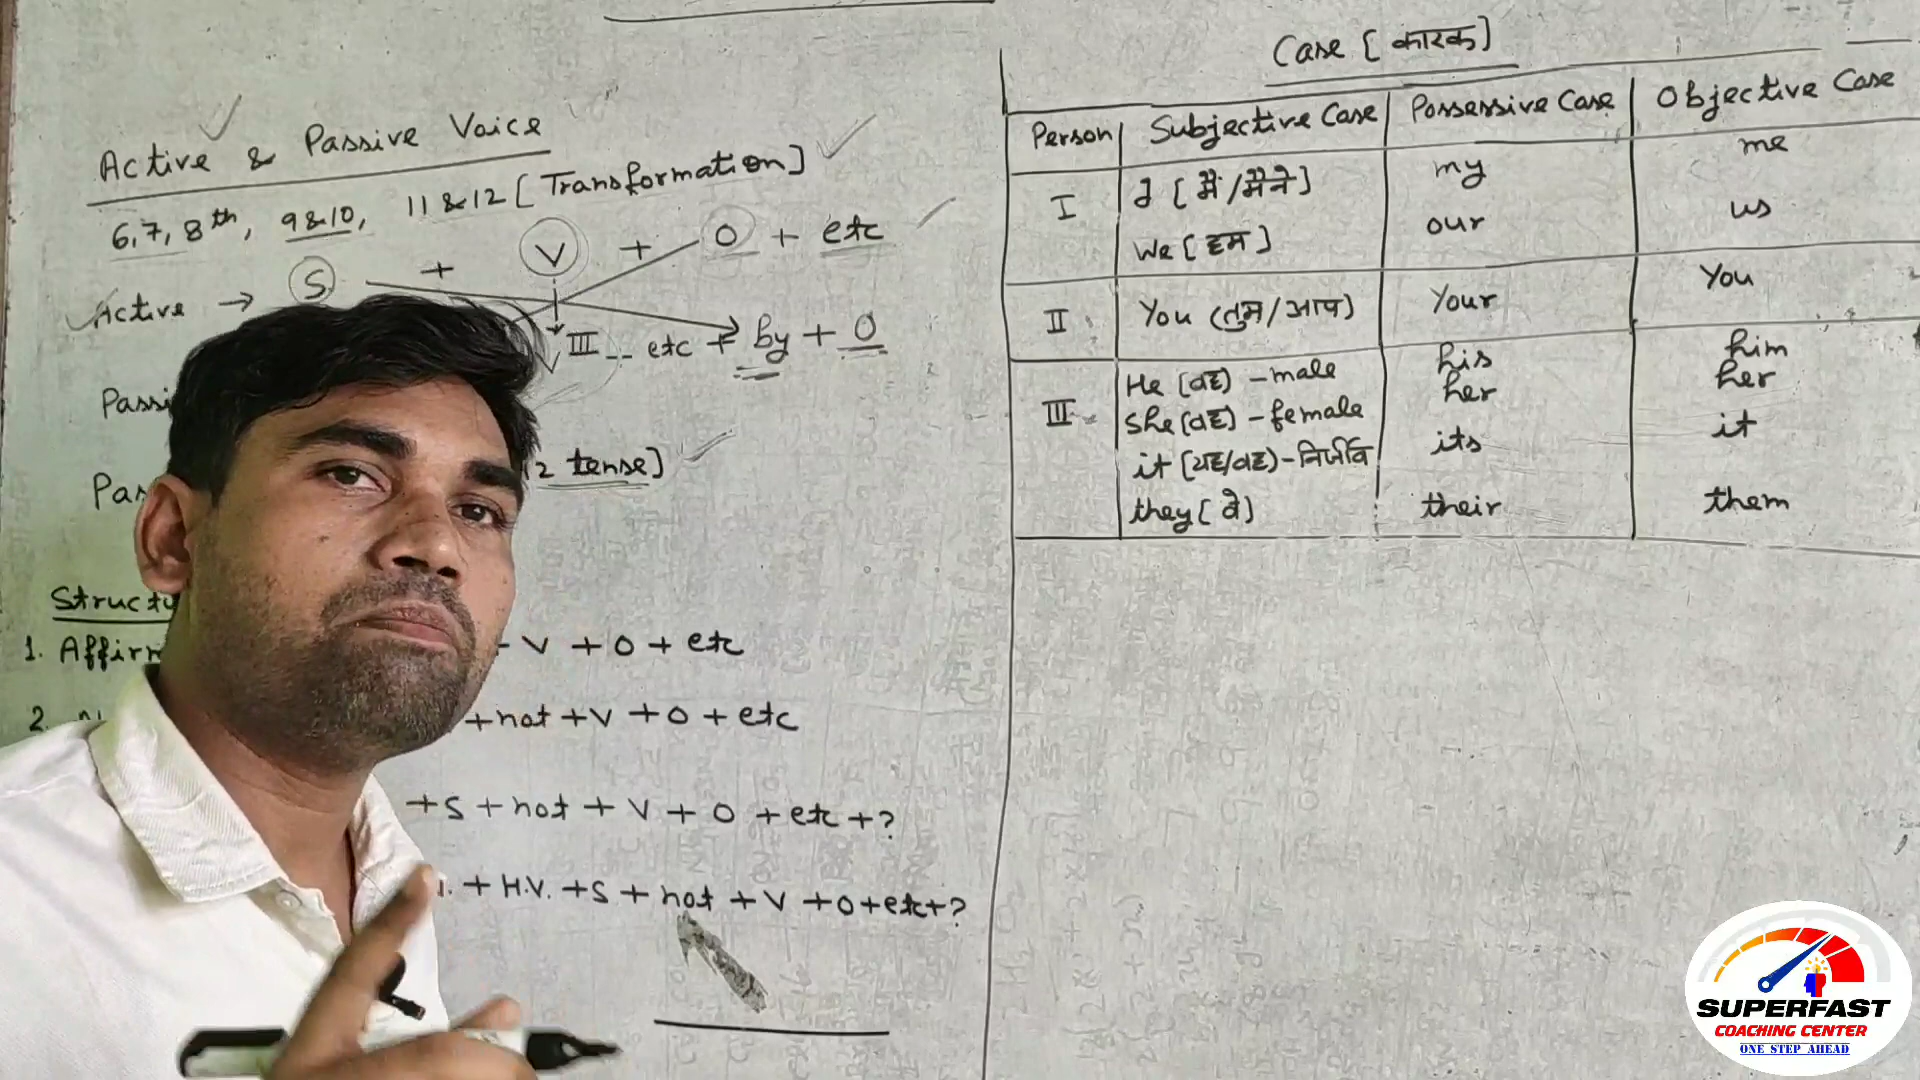 Active & Passive Voice
6,7,8th, 9&10, 11&12 [Transformation]
S + V + O + etc
Active →
III -- etc + by + O
Passi
Pas 2 tense]
Structu
1. Affirm - V + O + etc
2. + not + V + O + etc
+ S + not + V + O + etc + ?
+ H.V. + S + not + V + O + etc + ?
Case [कारक]
Person Subjective Case Possessive Case Objective Case
I I [मैं/मैंने] my me
We [हम] our us
II You (तुम/आप) Your You
III He [वह] - male his him
She [वह] - female her her
it [यह/वह] - निर्जीव its it
they [वे] their them
SUPERFAST
COACHING CENTER
ONE STEP AHEAD